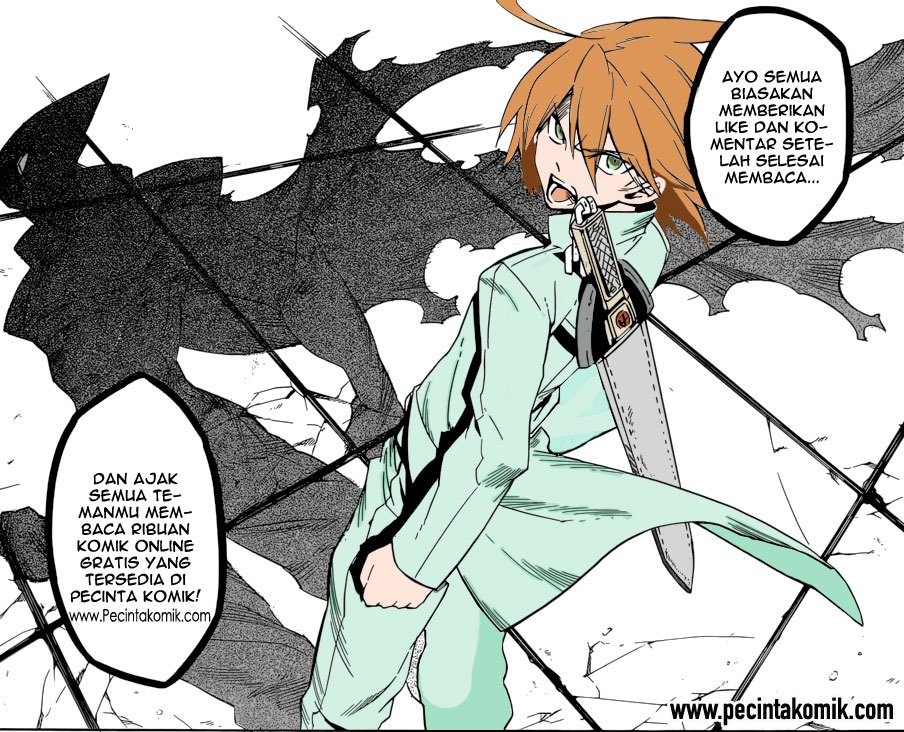 AYO SEMUA
BIASAKAN
MEMBERIKAN
LIKE DAN KO-
MENTAR SETE-
LAH SELESAI
MEMBACA...
DAN AJAK
SEMUA TE-
MANMU MEM-
BACA RIBUAN
KOMIK ONLINE
GRATIS YANG
TERSEDIA DI
PECINTA KOMIK!
www.Pecintakomik.com
www.pecintakomik.com